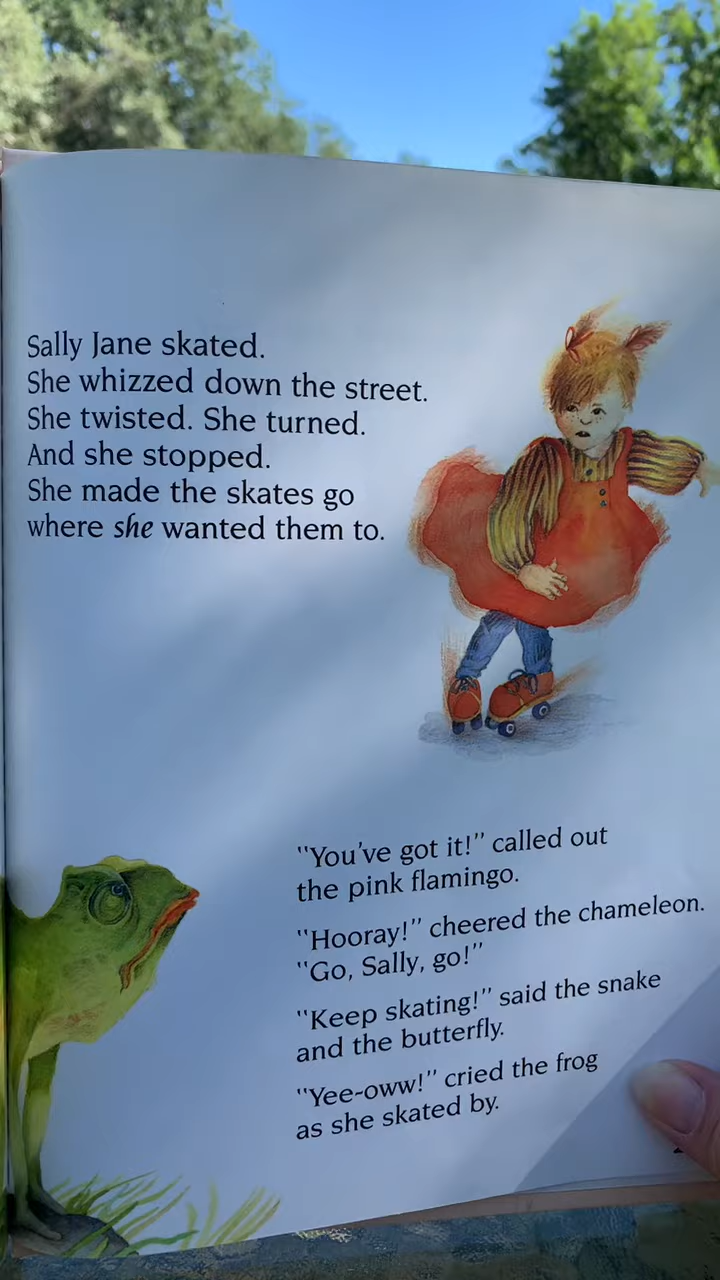 Sally Jane skated.
She whizzed down the street.
She twisted. She turned.
And she stopped.
She made the skates go
where she wanted them to.
"You've got it!" called out
the pink flamingo.
"Hooray!" cheered the chameleon.
"Go, Sally, go!"
"Keep skating!" said the snake
and the butterfly.
"Yee-oww!" cried the frog
as she skated by.